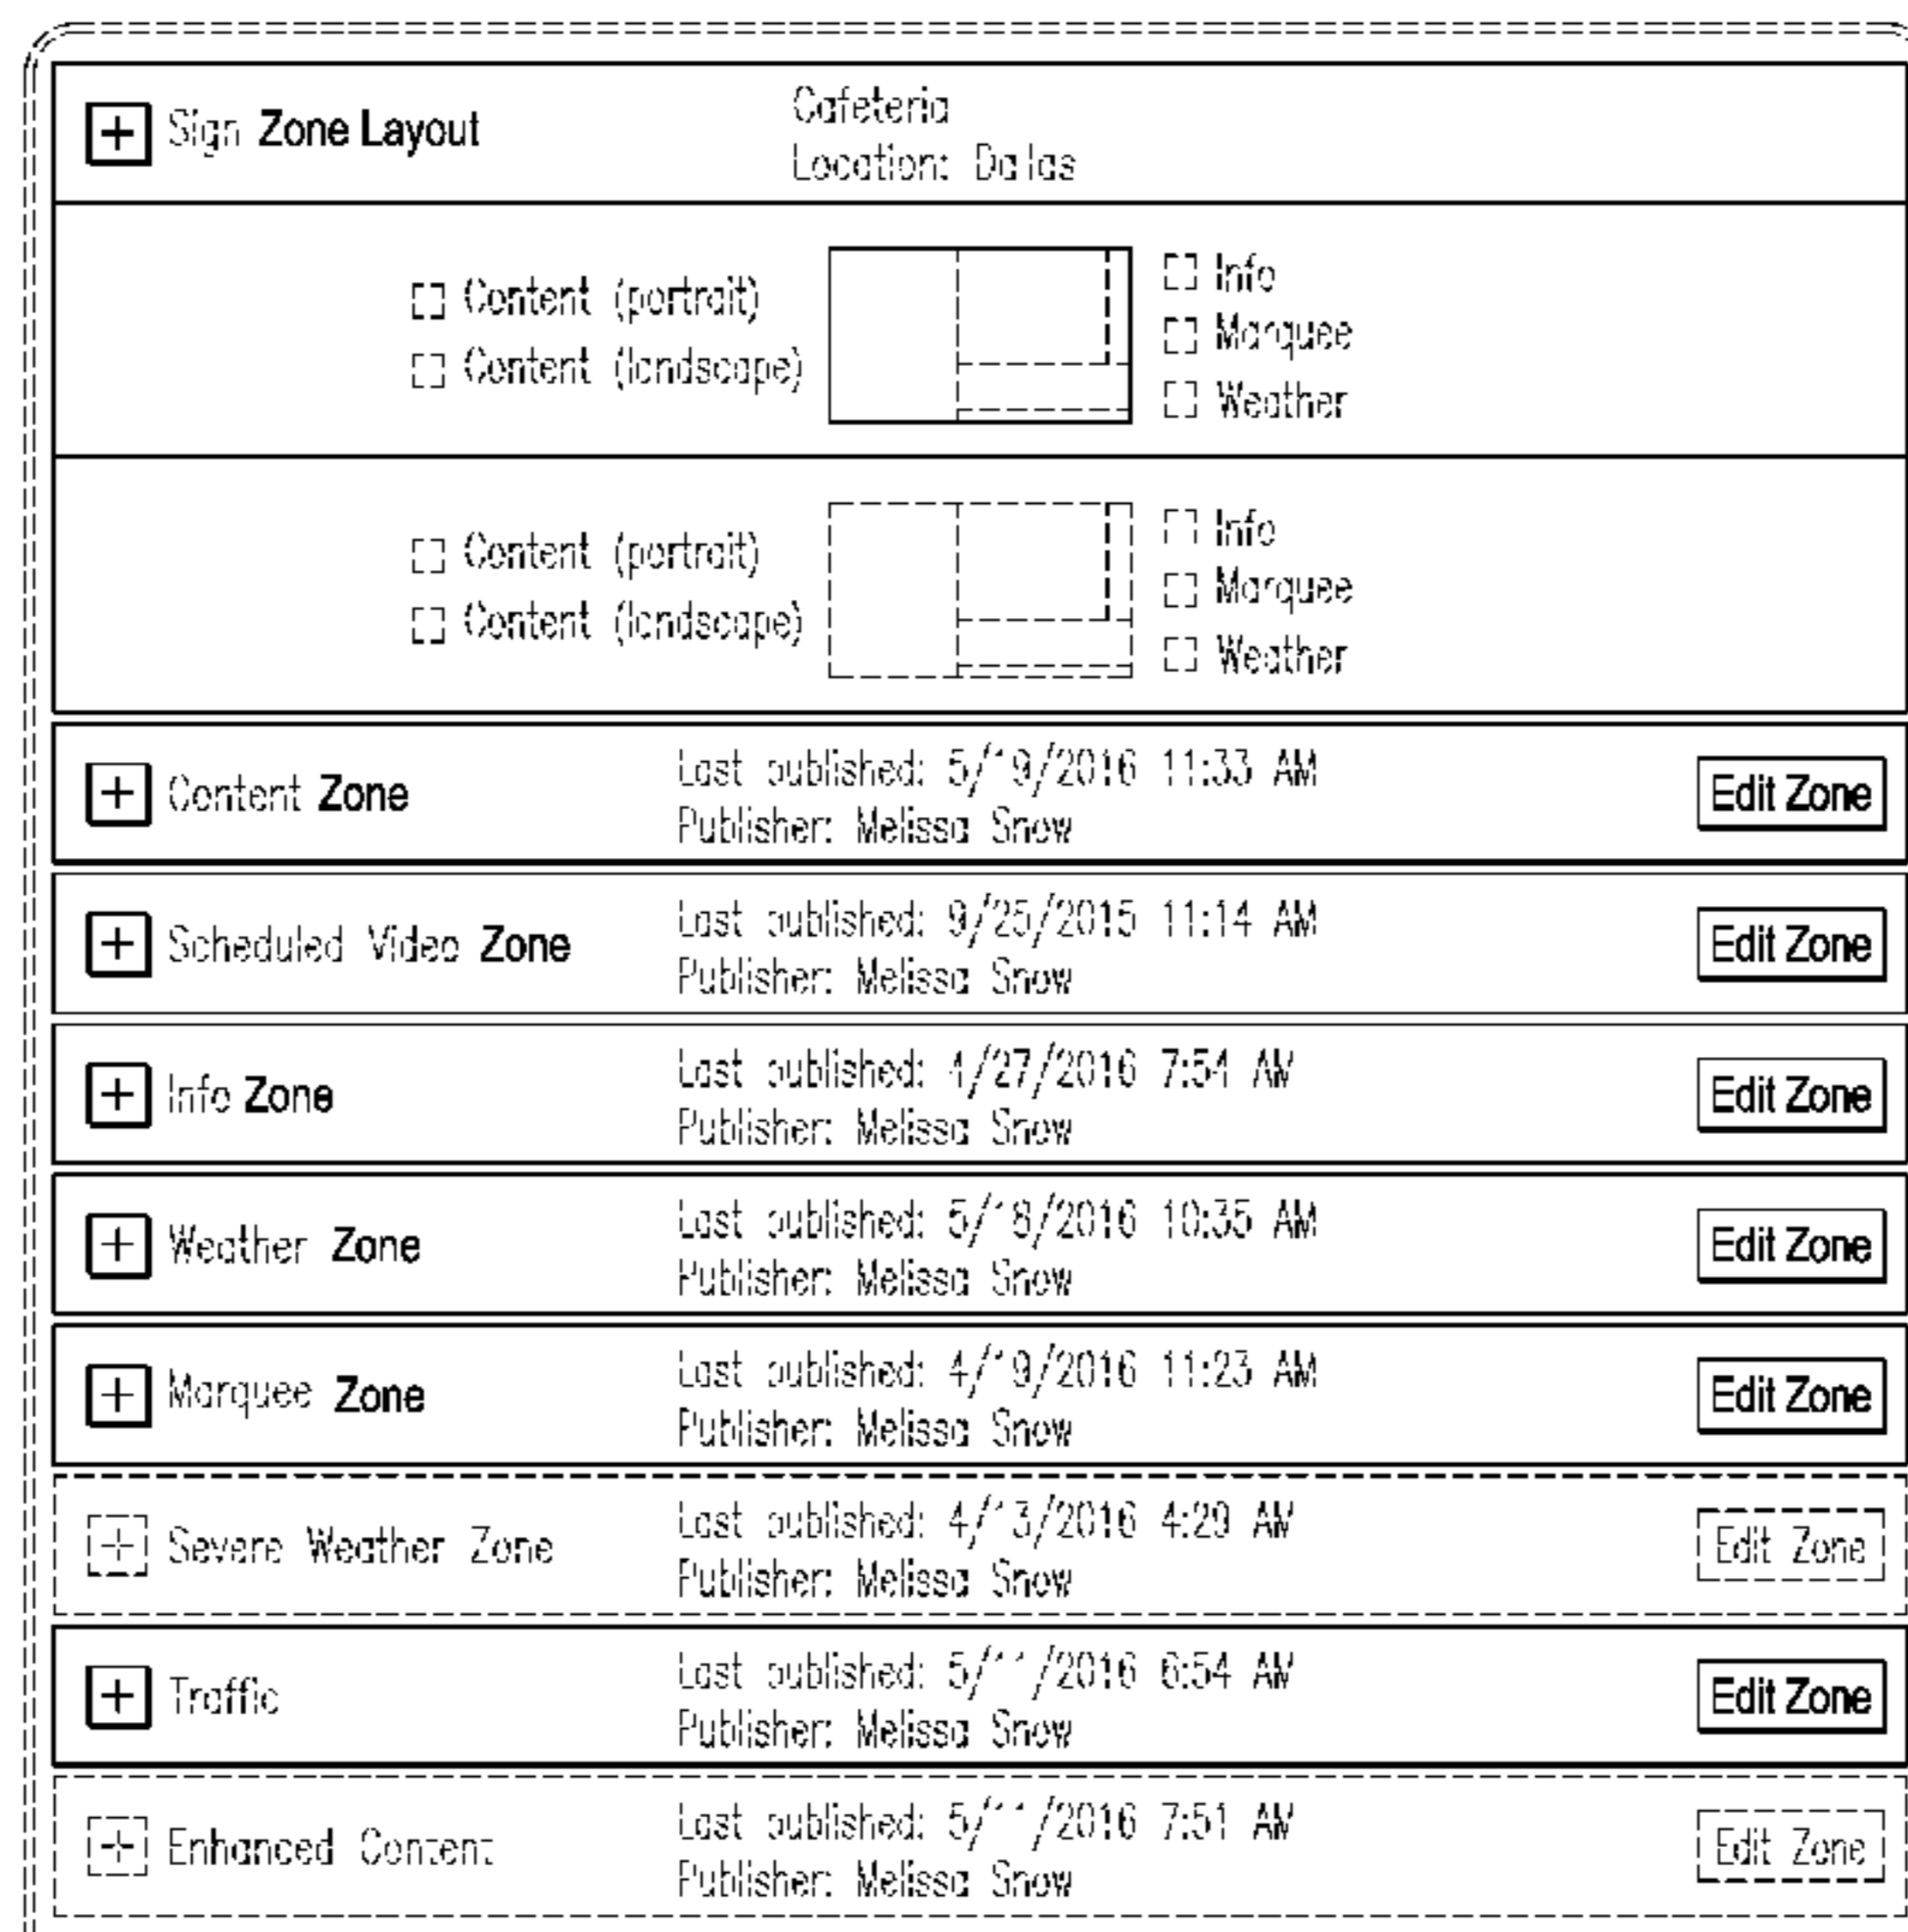 + Sign Zone Layout
Cafeteria
Location: Dallas
Content (portrait)
Content (landscape)
Info
Marquee
Weather
Content (portrait)
Content (landscape)
Info
Marquee
Weather
+ Content Zone
Last published: 5/19/2016 11:33 AM
Publisher: Melissa Snow
Edit Zone
+ Scheduled Video Zone
Last published: 9/25/2015 11:14 AM
Publisher: Melissa Snow
Edit Zone
+ Info Zone
Last published: 4/27/2016 7:54 AM
Publisher: Melissa Snow
Edit Zone
+ Weather Zone
Last published: 5/18/2016 10:35 AM
Publisher: Melissa Snow
Edit Zone
+ Marquee Zone
Last published: 4/19/2016 11:23 AM
Publisher: Melissa Snow
Edit Zone
+ Severe Weather Zone
Last published: 4/13/2016 4:29 AM
Publisher: Melissa Snow
Edit Zone
+ Traffic
Last published: 5/11/2016 6:54 AM
Publisher: Melissa Snow
Edit Zone
+ Enhanced Content
Last published: 5/11/2016 7:51 AM
Publisher: Melissa Snow
Edit Zone